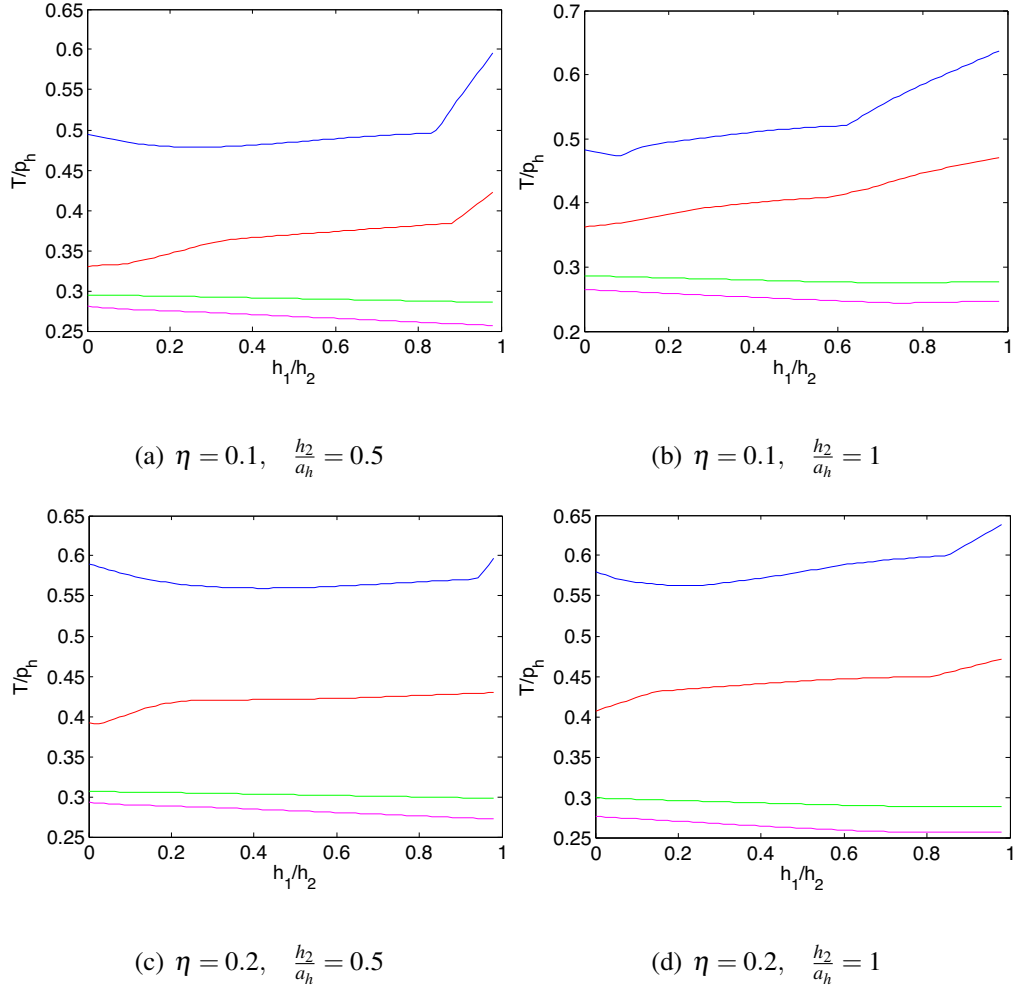 0.65
0.6
0.55
0.5
0.45
0.4
0.35
0.3
0.25
T/p_h
0 0.2 0.4 0.6 0.8 1
h_1/h_2
(a) η = 0.1, h_2/a_h = 0.5
0.7
0.6
0.5
0.4
0.3
0.2
T/p_h
0 0.2 0.4 0.6 0.8 1
h_1/h_2
(b) η = 0.1, h_2/a_h = 1
0.65
0.6
0.55
0.5
0.45
0.4
0.35
0.3
0.25
T/p_h
0 0.2 0.4 0.6 0.8 1
h_1/h_2
(c) η = 0.2, h_2/a_h = 0.5
0.65
0.6
0.55
0.5
0.45
0.4
0.35
0.3
0.25
T/p_h
0 0.2 0.4 0.6 0.8 1
h_1/h_2
(d) η = 0.2, h_2/a_h = 1